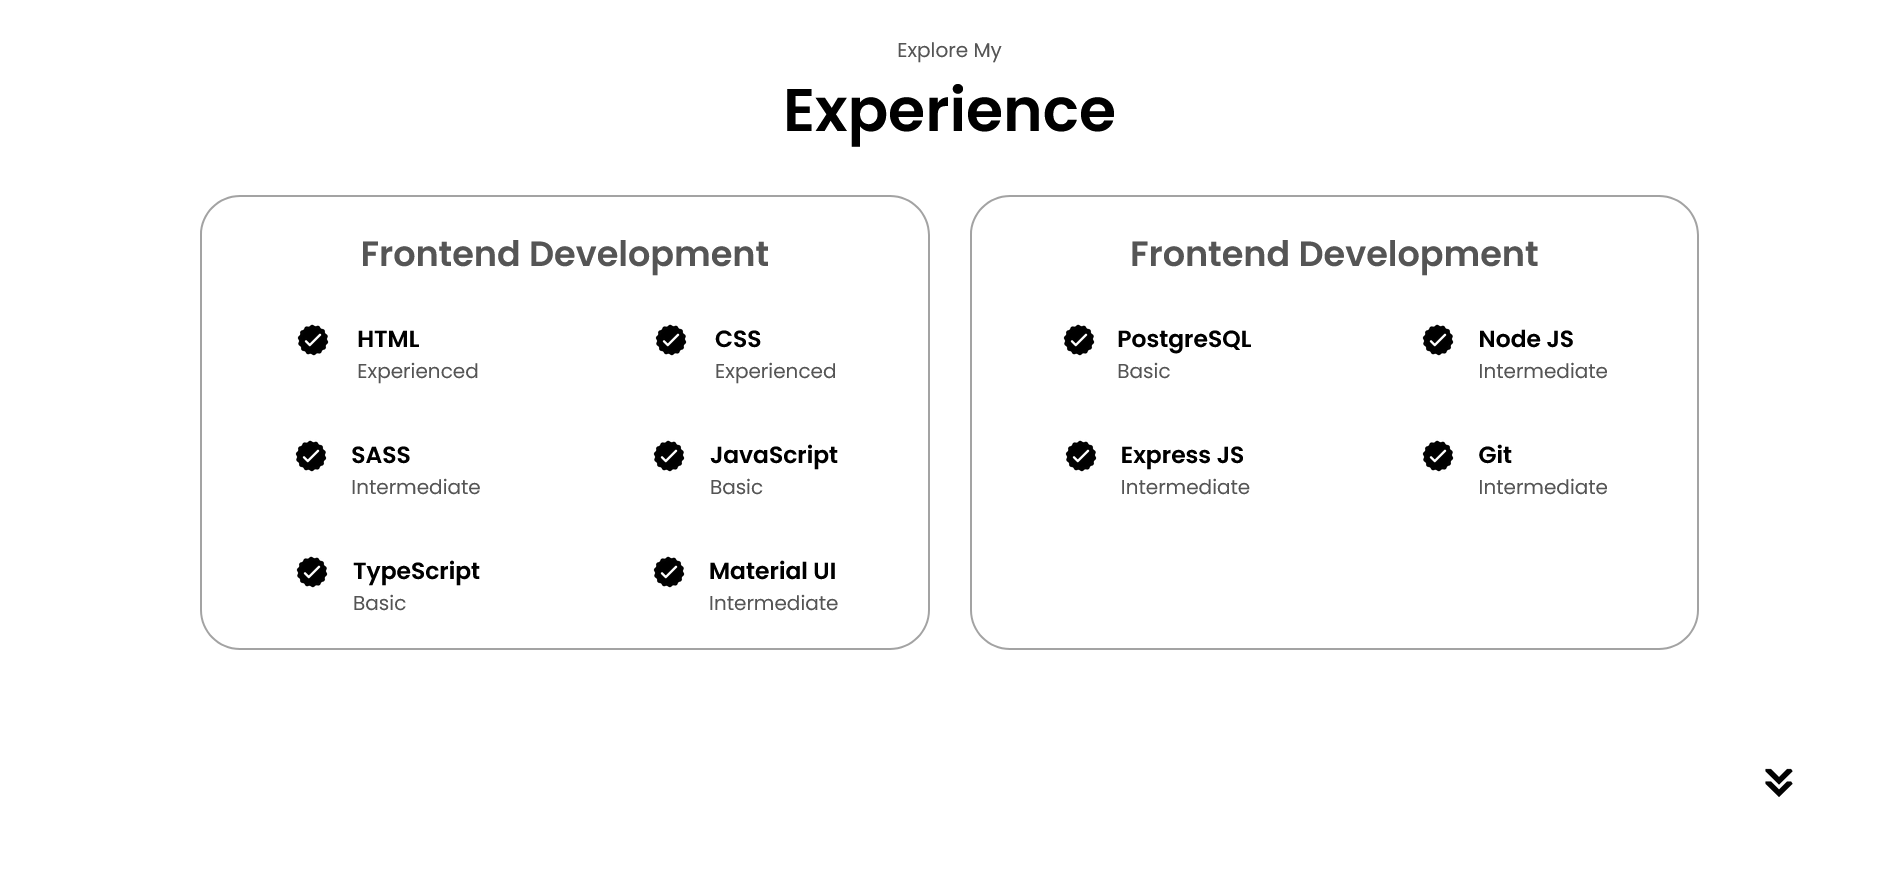 Explore My
Experience
Frontend Development
HTML
Experienced
CSS
Experienced
SASS
Intermediate
JavaScript
Basic
TypeScript
Basic
Material UI
Intermediate
Frontend Development
PostgreSQL
Basic
Node JS
Intermediate
Express JS
Intermediate
Git
Intermediate